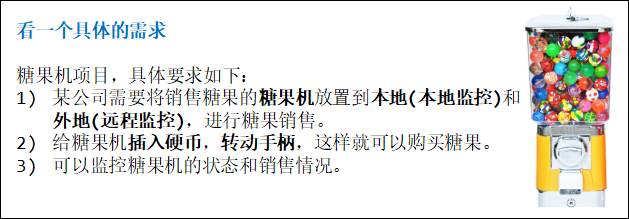 看一个具体的需求
糖果机项目，具体要求如下：
1) 某公司需要将销售糖果的糖果机放置到本地(本地监控)和
外地(远程监控)，进行糖果销售。
2) 给糖果机插入硬币，转动手柄，这样就可以购买糖果。
3) 可以监控糖果机的状态和销售情况。